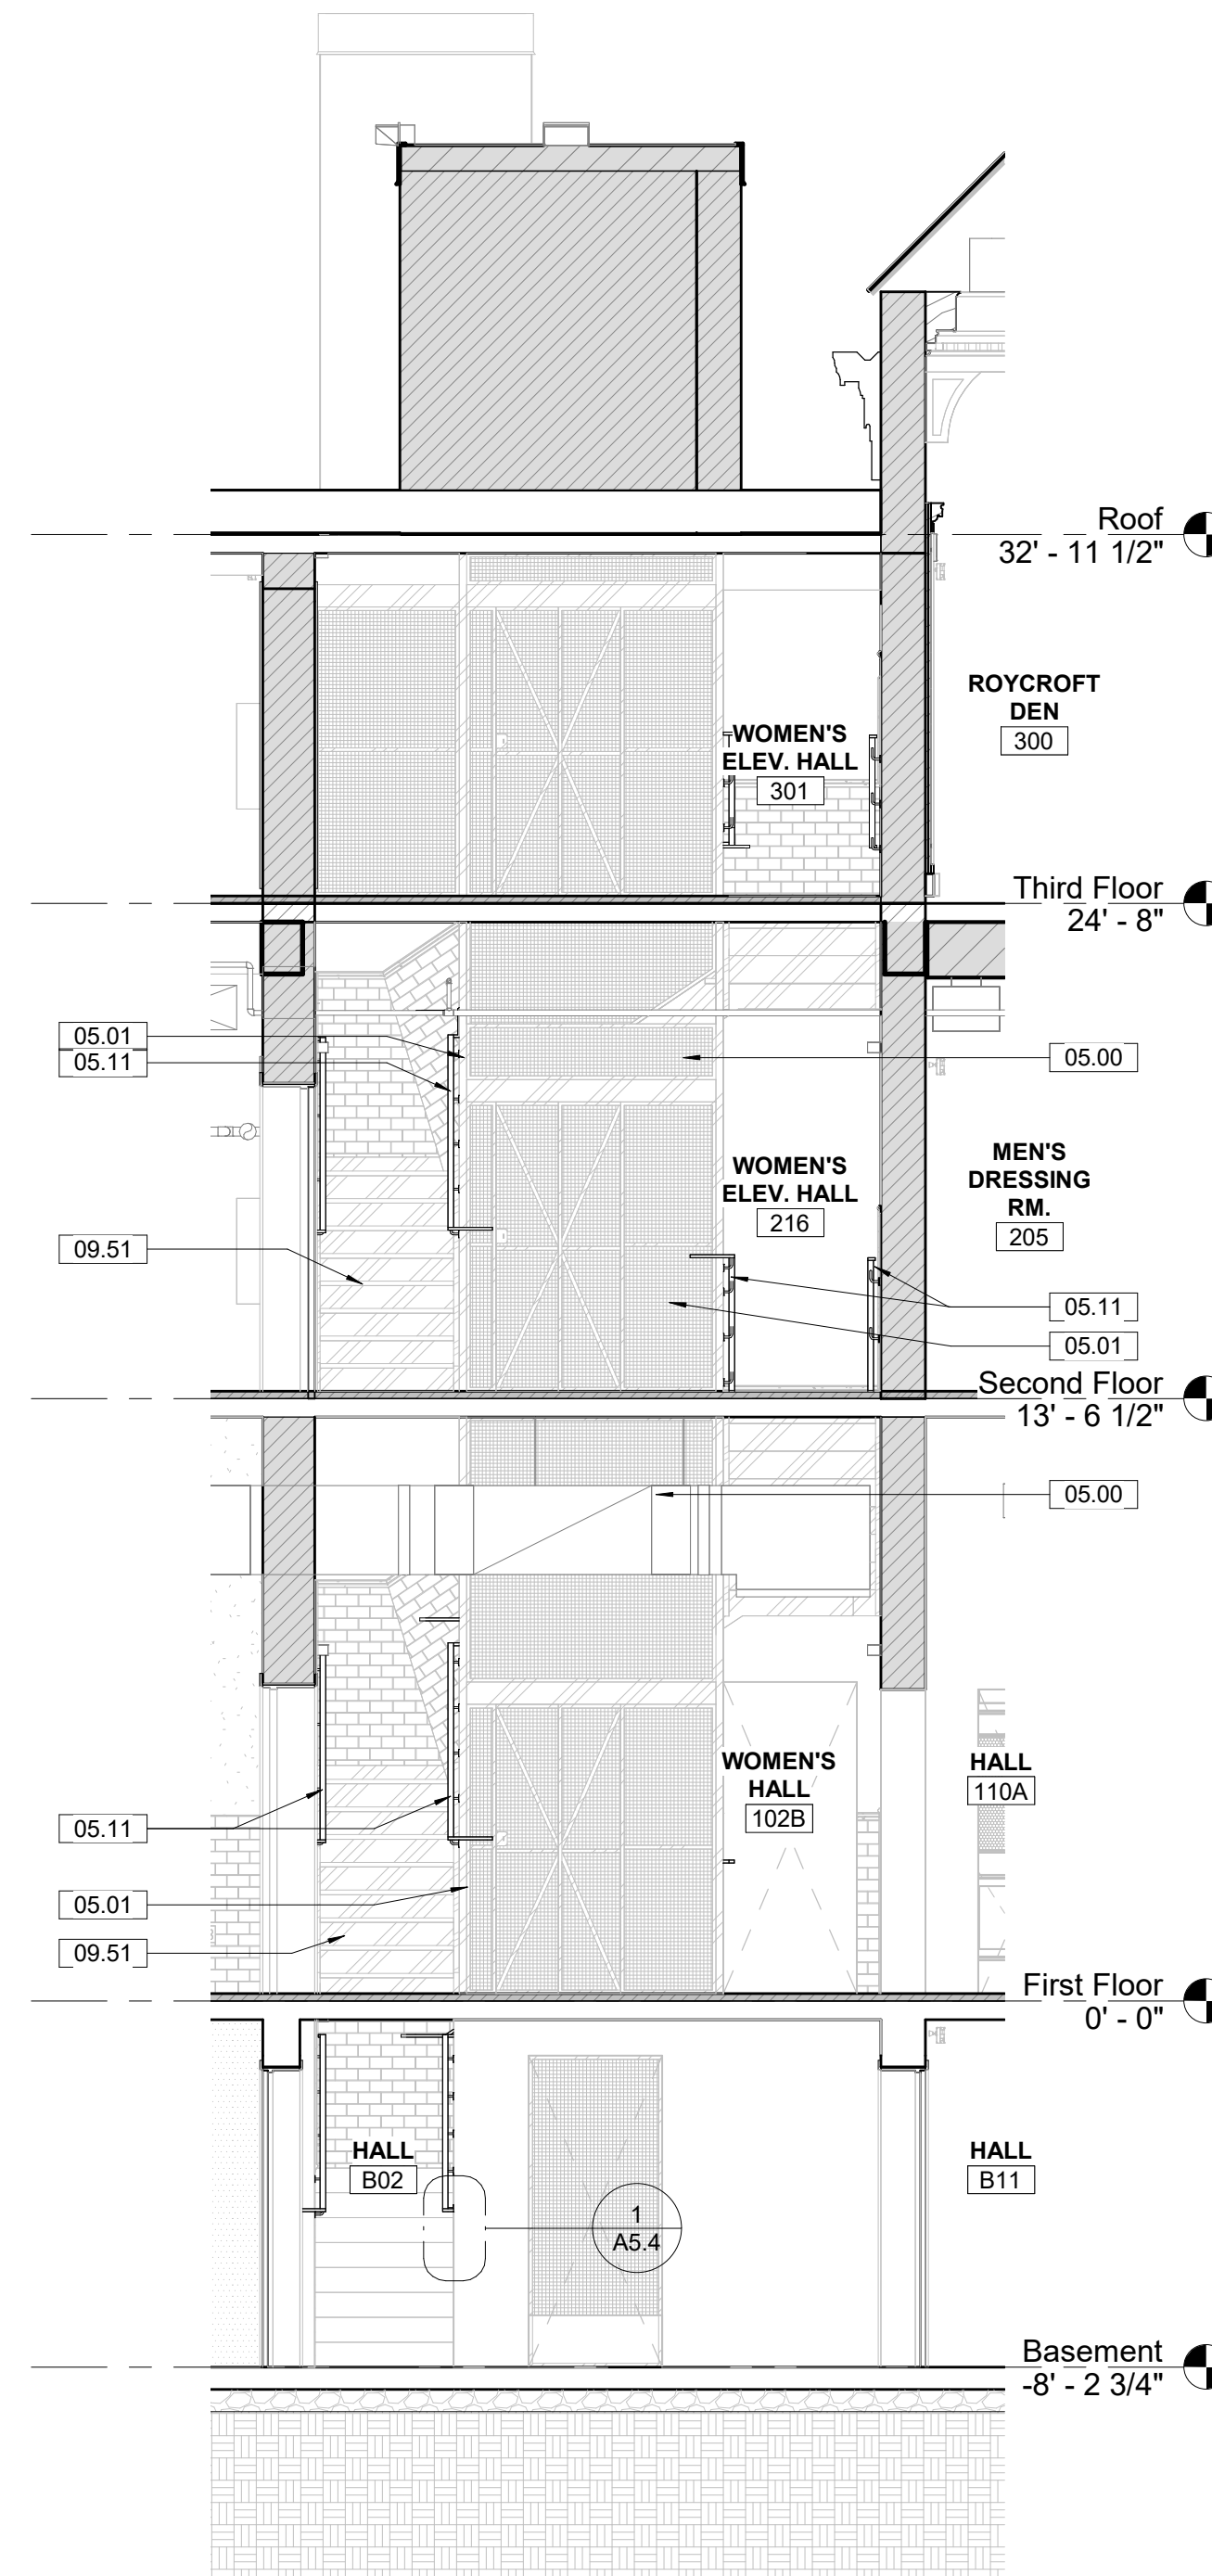 Roof
32' - 11 1/2"
ROYCROFT
DEN
300
WOMEN'S
ELEV. HALL
301
Third Floor
24' - 8"
05.01
05.11
05.00
WOMEN'S
ELEV. HALL
216
MEN'S
DRESSING
RM.
205
09.51
05.11
05.01
Second Floor
13' - 6 1/2"
05.00
WOMEN'S
HALL
102B
HALL
110A
05.11
05.01
09.51
First Floor
0' - 0"
HALL
B02
HALL
B11
1
A5.4
Basement
-8' - 2 3/4"